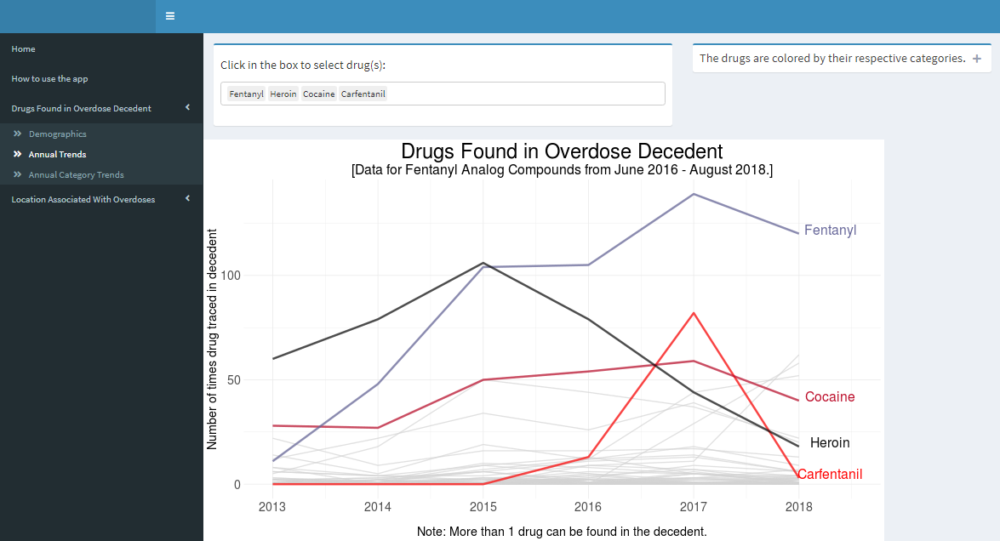 Home
How to use the app
Drugs Found in Overdose Decedent
Demographics
Annual Trends
Annual Category Trends
Location Associated With Overdoses
Click in the box to select drug(s):
Fentanyl Heroin Cocaine Carfentanil
The drugs are colored by their respective categories.
Drugs Found in Overdose Decedent
[Data for Fentanyl Analog Compounds from June 2016 - August 2018.]
Number of times drug traced in decedent
100
50
0
Fentanyl
Cocaine
Heroin
Carfentanil
2013 2014 2015 2016 2017 2018
Note: More than 1 drug can be found in the decedent.